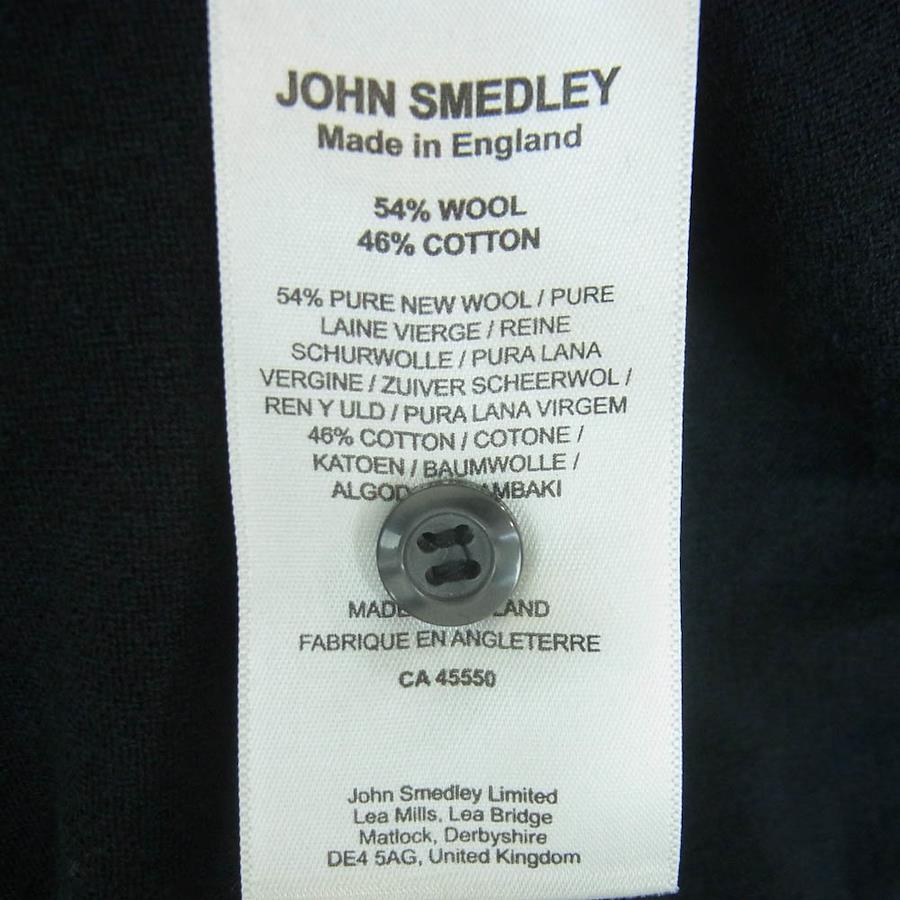 JOHN SMEDLEY
Made in England
54% WOOL
46% COTTON
54% PURE NEW WOOL / PURE
LAINE VIERGE / REINE
SCHURWOLLE / PURA LANA
VERGINE / ZUIVER SCHEERWOL /
REN Y ULD / PURA LANA VIRGEM
46% COTTON / COTONE /
KATOEN / BAUMWOLLE /
FABRIQUE EN ANGLETERRE
CA 45550
John Smedley Limited
Lea Mills, Lea Bridge
Matlock, Derbyshire
DE4 5AG, United Kingdom